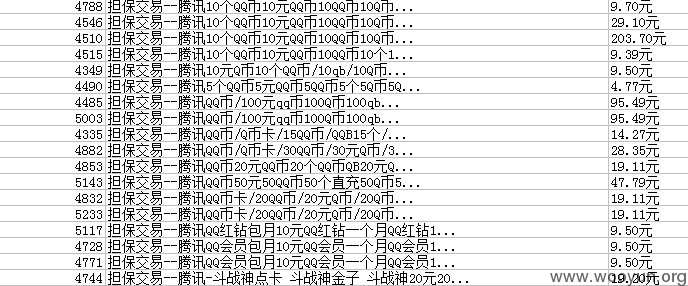 4788 担保交易--腾讯10个QQ币10元QQ币10QQ币10Q币... 9.70元
4546 担保交易--腾讯10个QQ币10元QQ币10QQ币10Q币... 29.10元
4510 担保交易--腾讯10个QQ币10元QQ币10QQ币10Q币... 203.70元
4515 担保交易--腾讯10个QQ币10元QQ币10QQ币10个1... 9.39元
4349 担保交易--腾讯10元Q币10个QQ币/10qb/10Q币... 9.50元
4490 担保交易--腾讯5个QQ币5元QQ币5QQ币5个Q币5Q... 4.77元
4485 担保交易--腾讯QQ币/100元qq币100Q币100qb... 95.49元
5003 担保交易--腾讯QQ币/100元qq币100Q币100qb... 95.49元
4335 担保交易--腾讯QQ币/Q币卡/15QQ币/QQB15个/... 14.27元
4882 担保交易--腾讯QQ币/Q币卡/30QQ币/30元Q币/3... 28.35元
4853 担保交易--腾讯QQ币20元QQ币20个QQ币QB20元Q... 19.11元
5143 担保交易--腾讯QQ币50元50QQ币50个直充50Q币5... 47.79元
4832 担保交易--腾讯QQ币卡/20QQ币/20元Q币/20Q币... 19.11元
5233 担保交易--腾讯QQ币卡/20QQ币/20元Q币/20Q币... 19.11元
5117 担保交易--腾讯QQ红钻包月10元QQ红钻一个月QQ红钻1... 9.50元
4728 担保交易--腾讯QQ会员包月10元QQ会员一个月QQ会员1... 9.50元
4771 担保交易--腾讯QQ会员包月10元QQ会员一个月QQ会员1... 9.50元
4744 担保交易--腾讯-斗战神点卡 斗战神金子 斗战神20元20...
www.wooyun.org